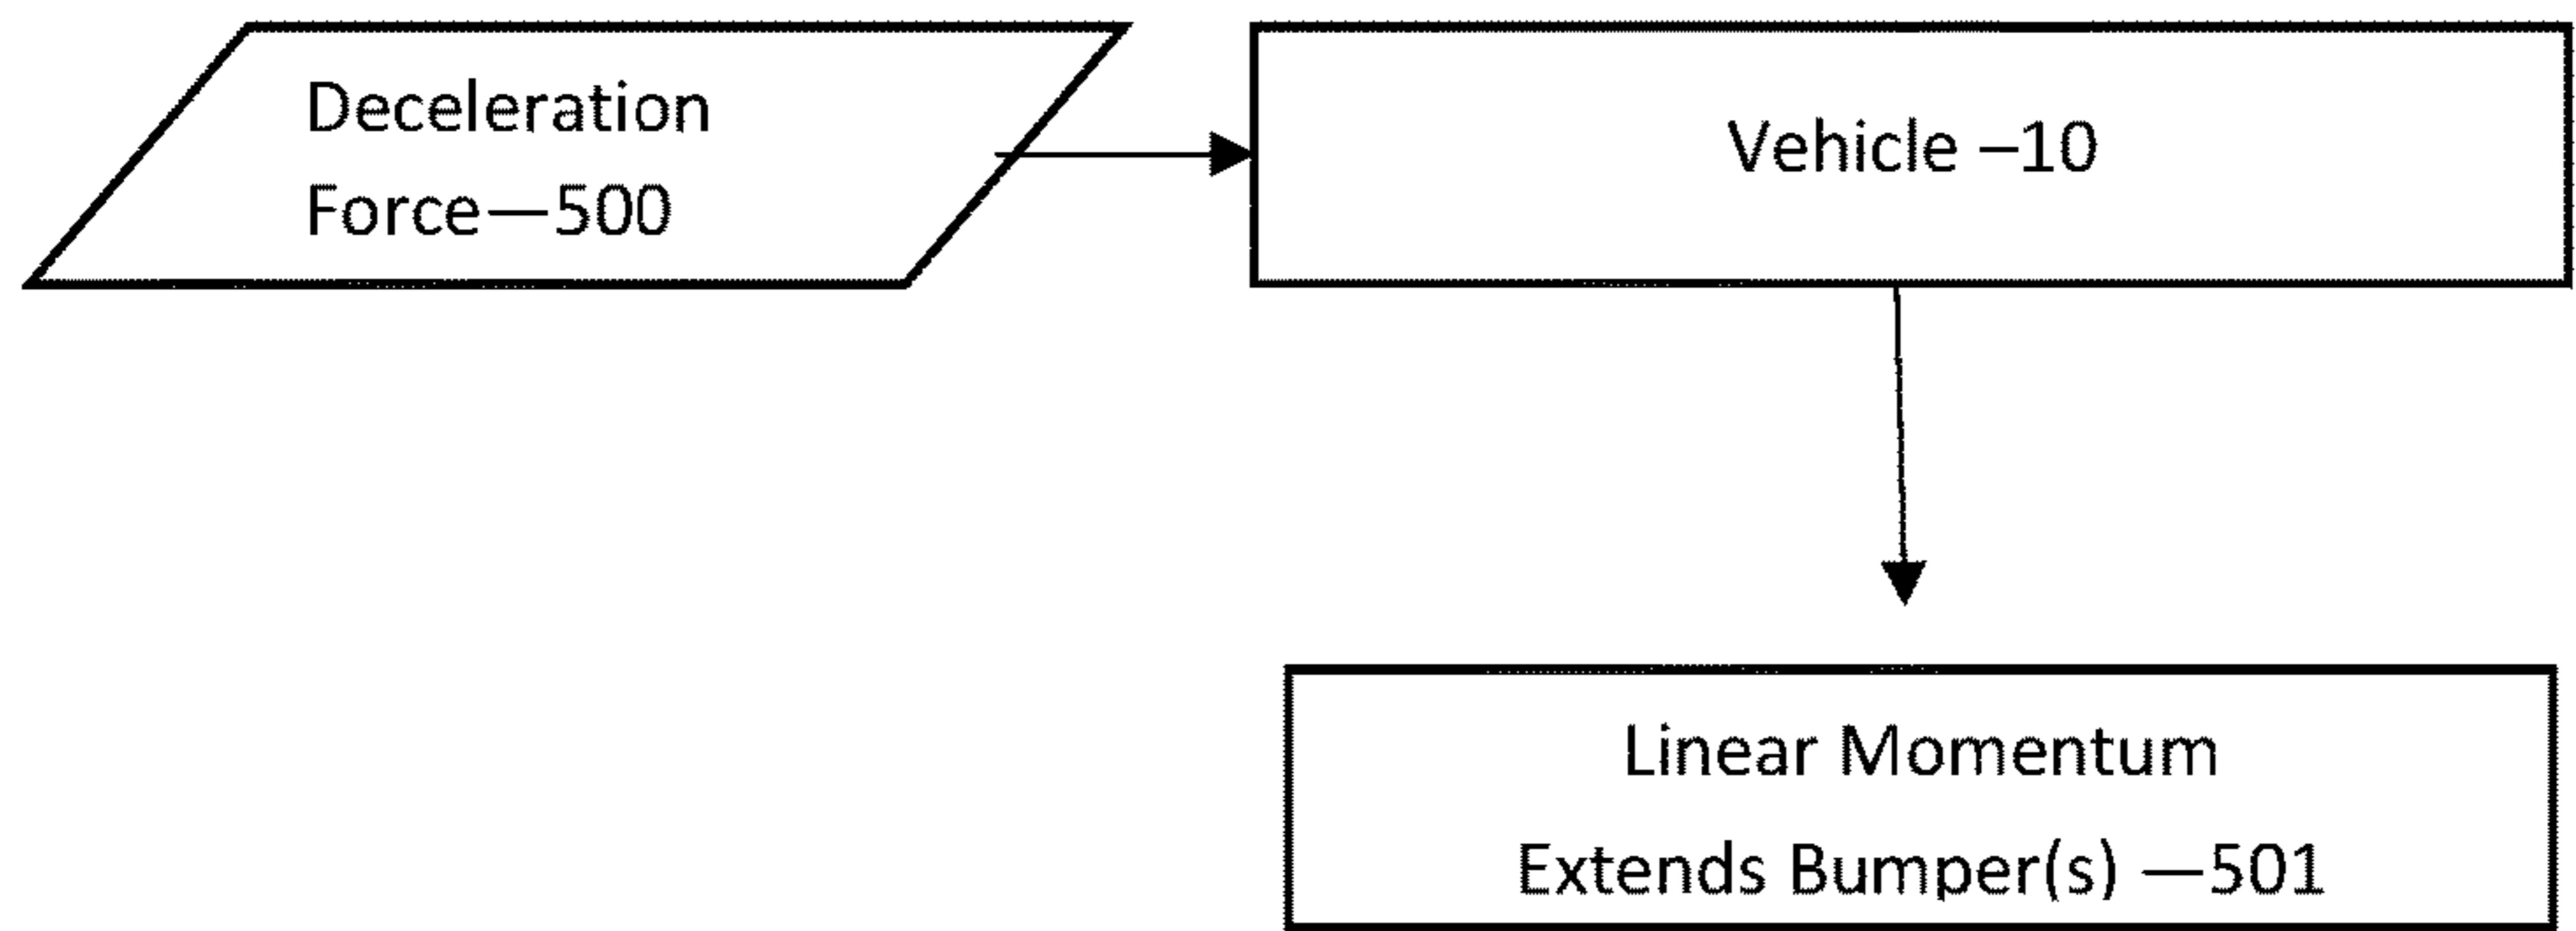 Deceleration
Force—500
Vehicle –10
Linear Momentum
Extends Bumper(s) —501